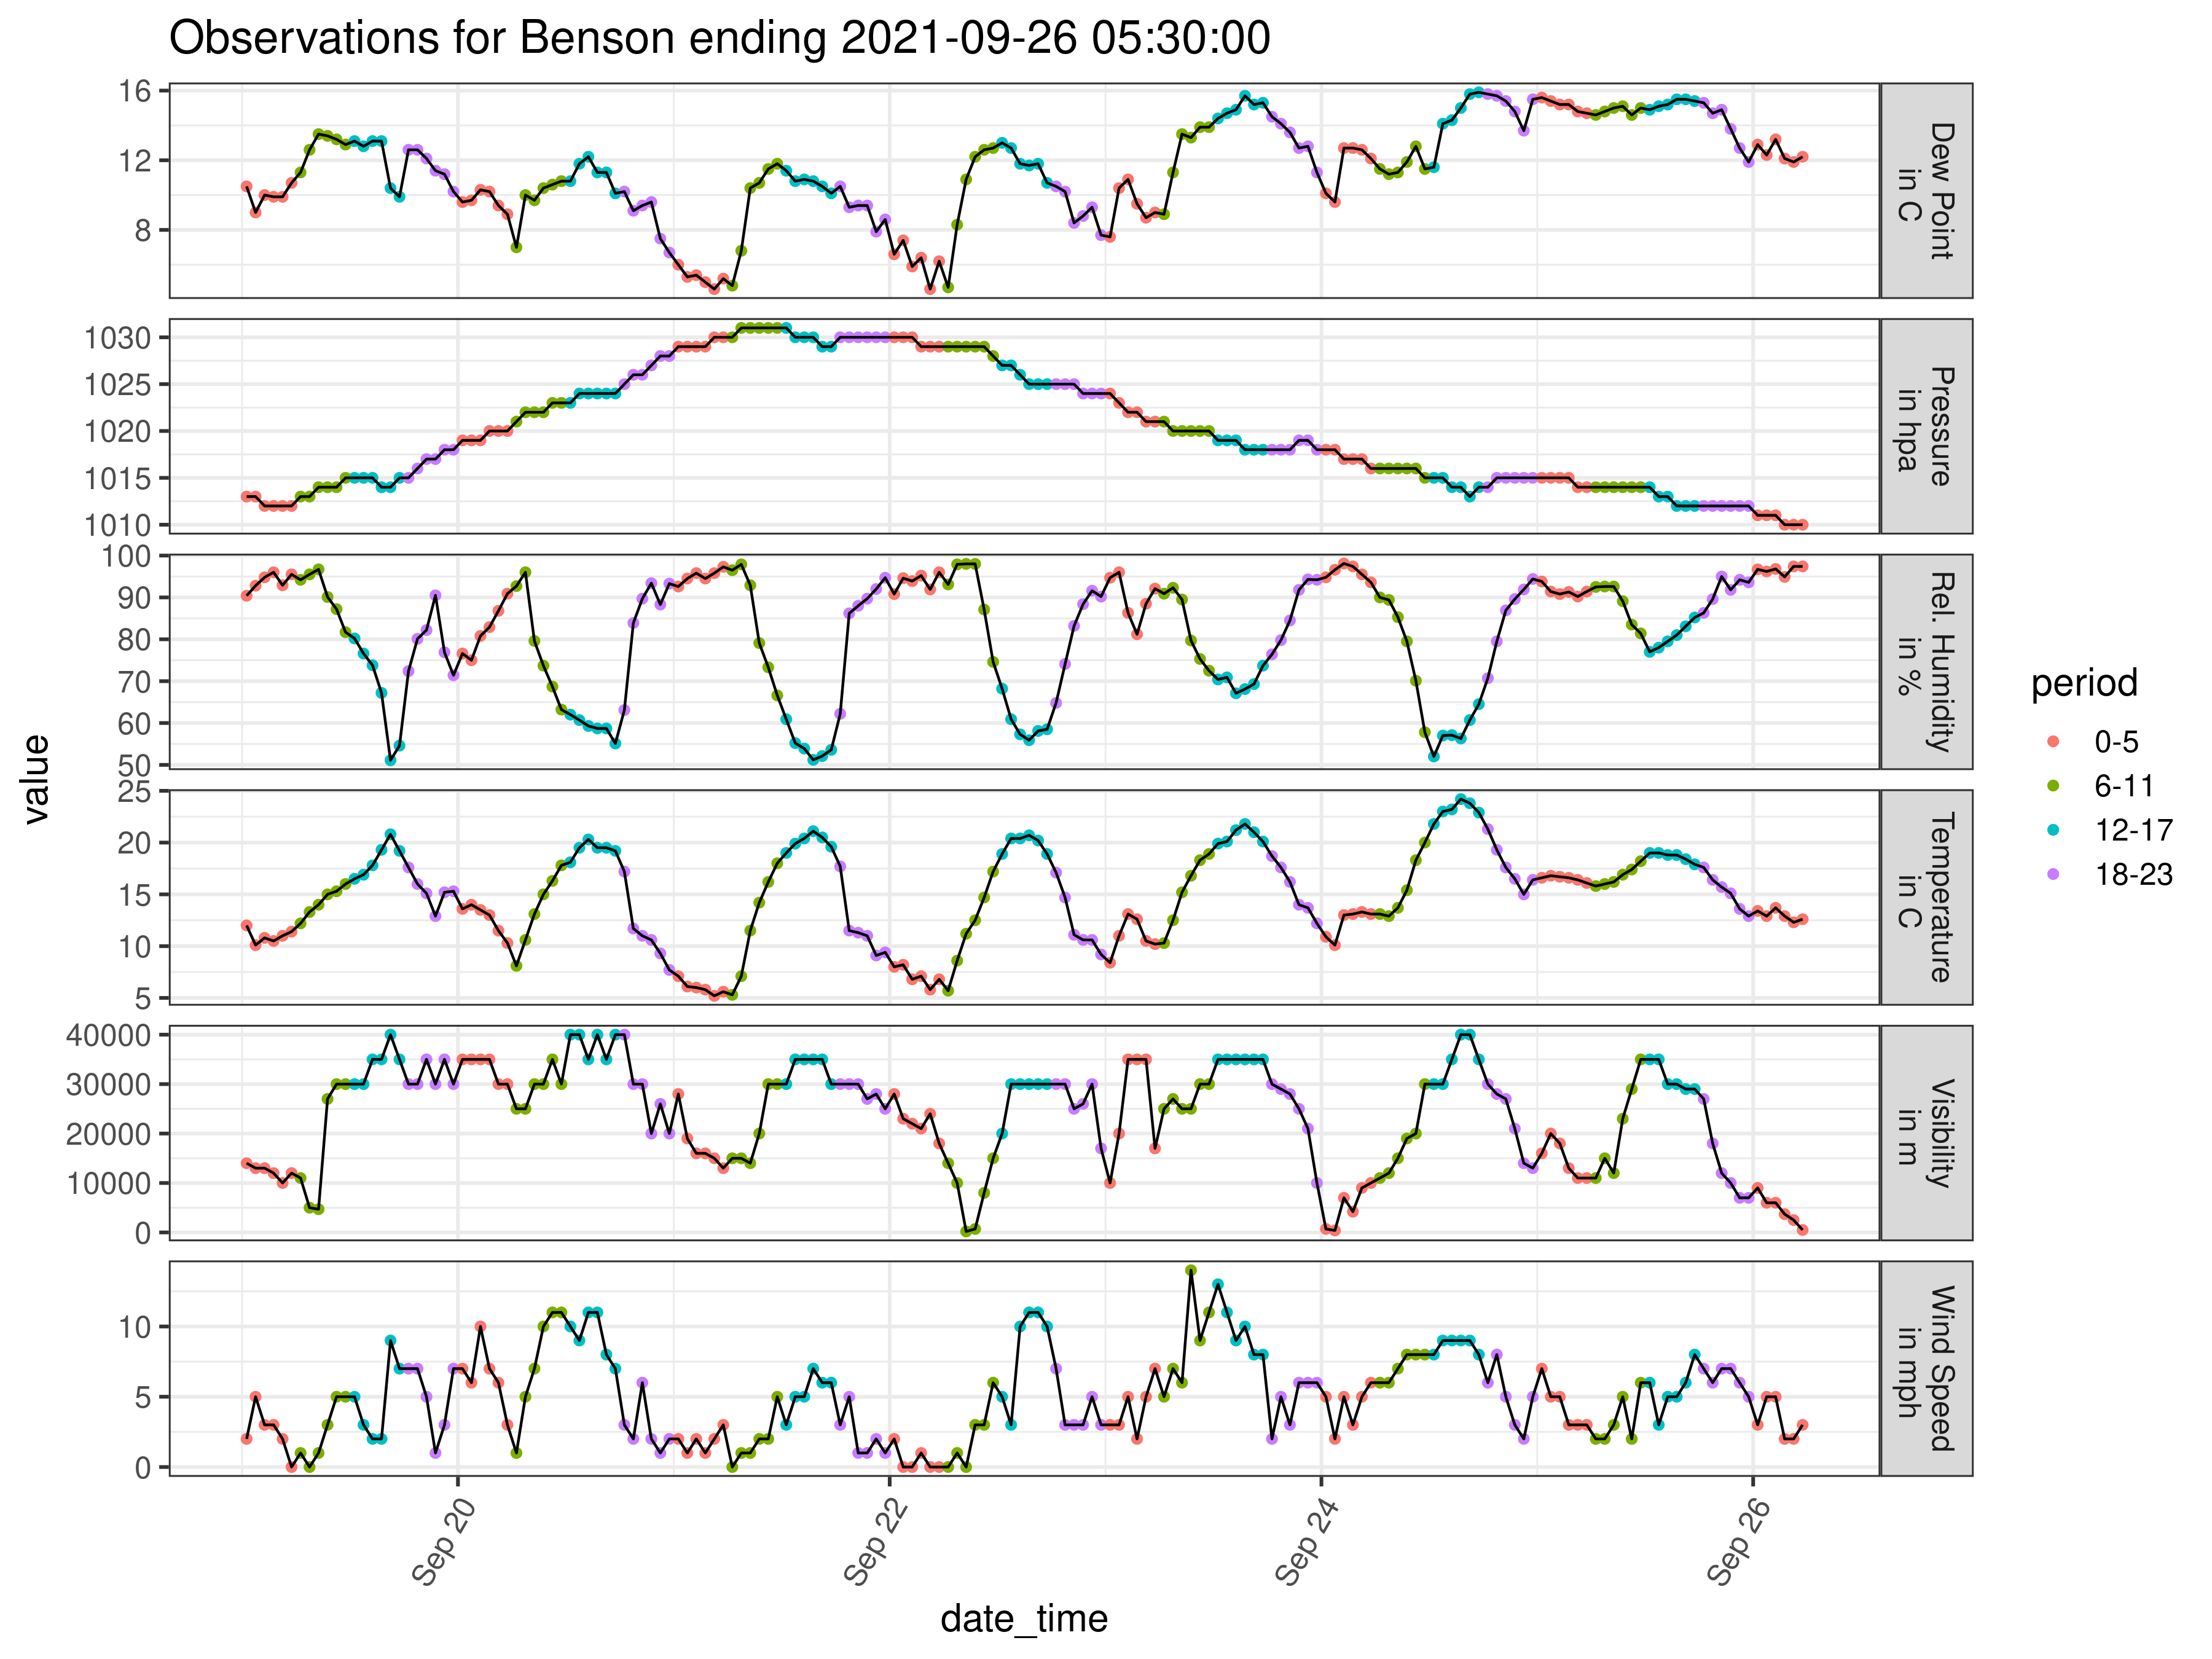 Observations for Benson ending 2021-09-26 05:30:00
value
16
12
8
Dew Point
in C
1030
1025
1020
1015
1010
Pressure
in hpa
100
90
80
70
60
50
Rel. Humidity
in %
25
20
15
10
5
Temperature
in C
40000
30000
20000
10000
0
Visibility
in m
10
5
0
Wind Speed
in mph
Sep 20
Sep 22
Sep 24
Sep 26
date_time
period
0-5
6-11
12-17
18-23